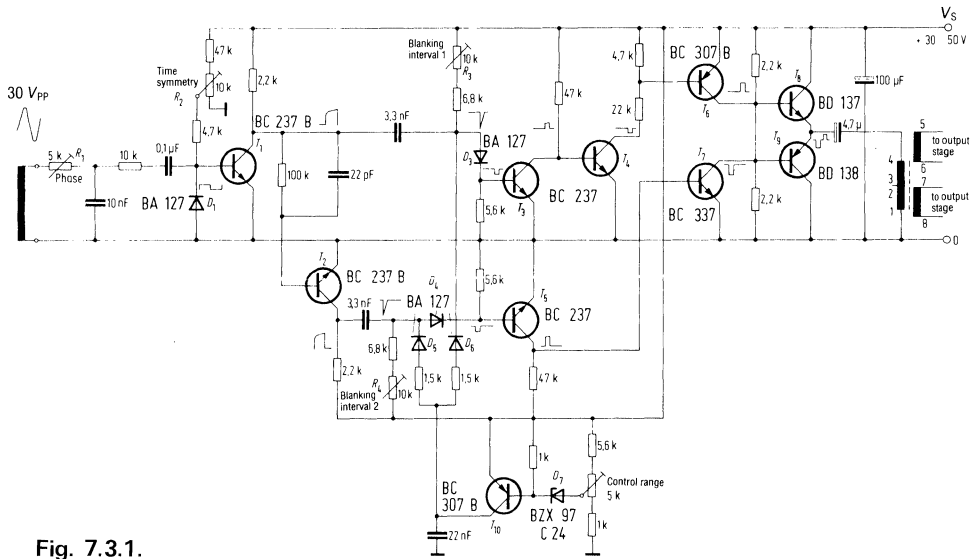 V_S
+ 30 50 V
30 V_PP
5 k R_1
Phase
10 nF
10 k
0,1 µF
47 k
Time
symmetry
R_2
10 k
4,7 k
BA 127 D_1
2,2 k
BC 237 B
T_1
100 k
22 pF
3,3 nF
Blanking
interval 1
10 k
R_3
6,8 k
BA 127
D_3
5,6 k
BC 237
T_3
47 k
T_4
4,7 k
22 k
BC 307 B
T_6
T_7
BC 337
2,2 k
2,2 k
T_8
BD 137
T_9
BD 138
100 µF
4,7 µ
4
3
2
1
5
to output
stage
6
7
to output
stage
8
0
T_2
BC 237 B
3,3 nF
BA 127
D_4
5,6 k
T_5
BC 237
2,2 k
6,8 k
R_4
10 k
Blanking
interval 2
D_5
D_6
1,5 k
1,5 k
47 k
BC
307 B
T_10
22 nF
1 k
D_7
BZX 97
C 24
5,6 k
Control range
5 k
1 k
Fig. 7.3.1.